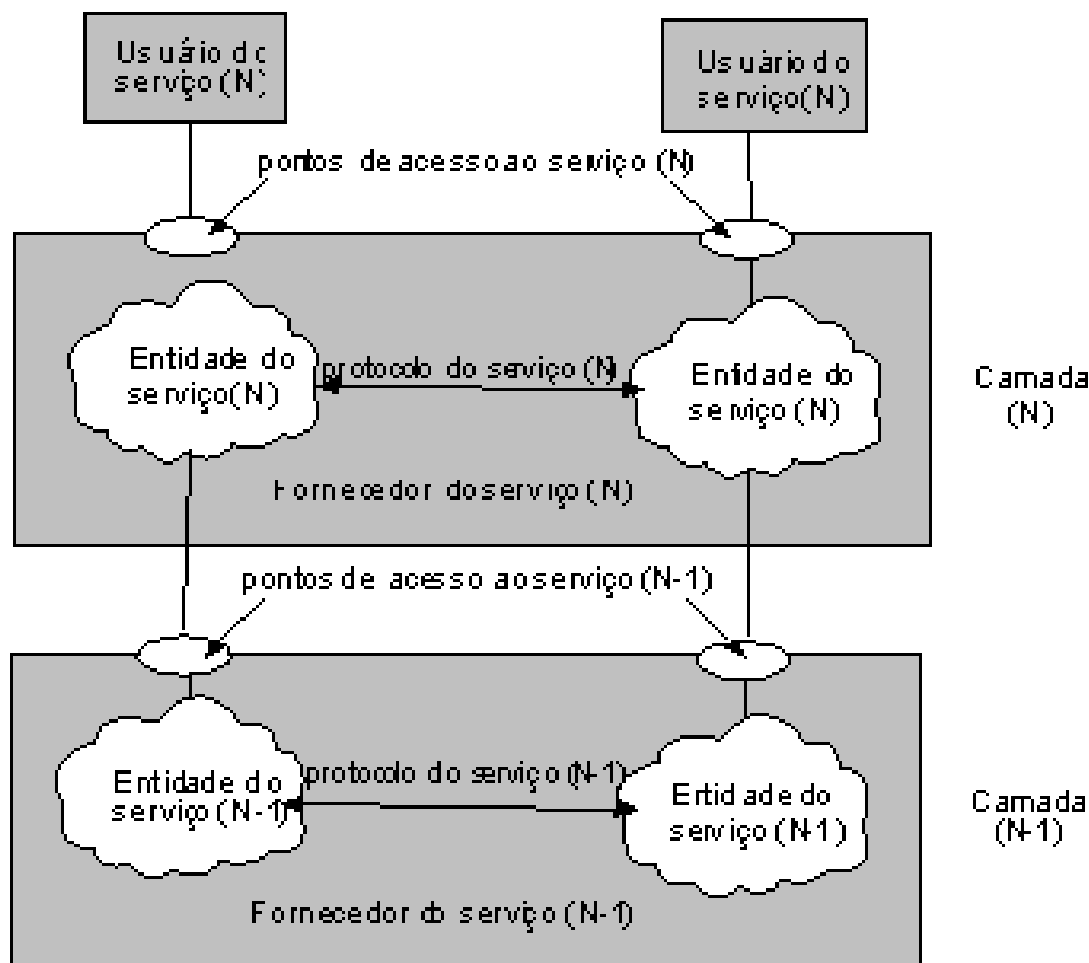 Usuário do
serviço (N)
Usuário do
serviço(N)
pontos de acesso ao serviço (N)
Entidade do
serviço(N)
protocolo do serviço (N)
Entidade do
serviço (N)
Camada
(N)
Fornecedor do serviço (N)
pontos de acesso ao serviço (N-1)
Entidade do
serviço (N-1)
protocolo do serviço (N-1)
Entidade do
serviço (N-1)
Camada
(N-1)
Fornecedor do serviço (N-1)